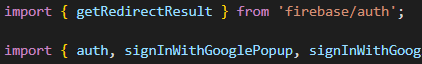 import { getRedirectResult } from 'firebase/auth';
import { auth, signInWithGooglePopup, signInWithGoog